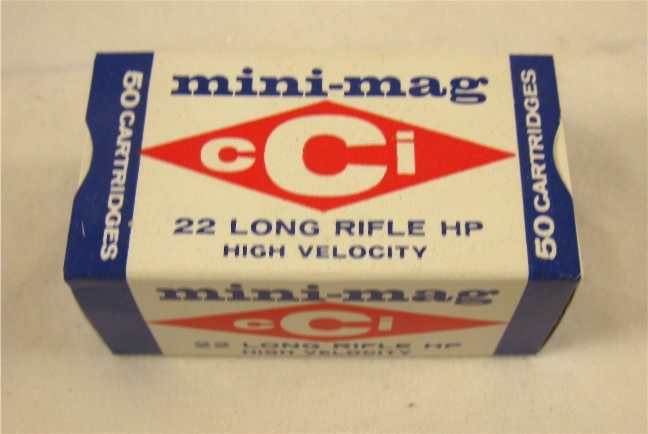 mini-mag
cCi
22 LONG RIFLE HP
HIGH VELOCITY
50 CARTRIDGES
50 CARTRIDGES
mini-mag
cCi
22 LONG RIFLE HP
HIGH VELOCITY